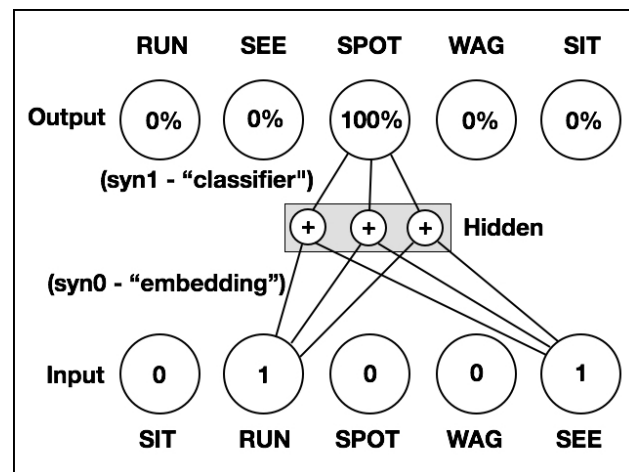 RUN SEE SPOT WAG SIT
Output 0% 0% 100% 0% 0%
(syn1 - “classifier")
+ + + Hidden
(syn0 - “embedding”)
Input 0 1 0 0 1
SIT RUN SPOT WAG SEE